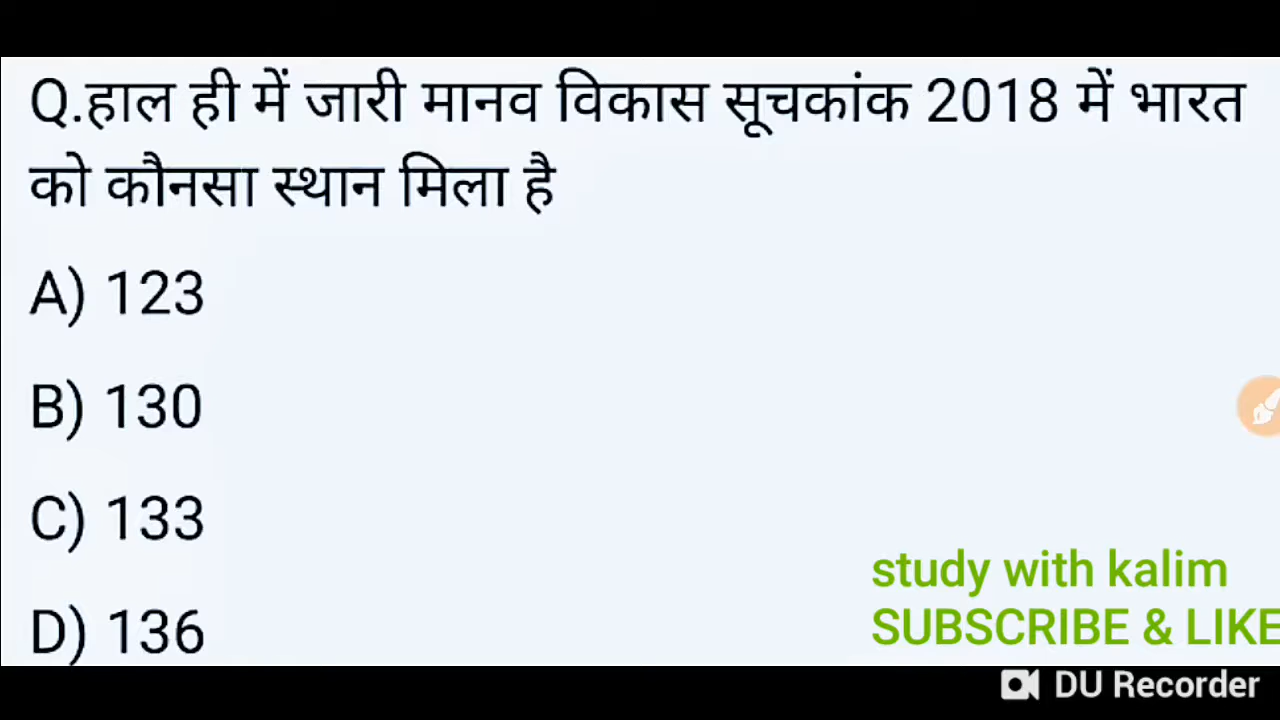 Q.हाल ही में जारी मानव विकास सूचकांक 2018 में भारत
को कौनसा स्थान मिला है
A) 123
B) 130
C) 133
D) 136
study with kalim
SUBSCRIBE & LIKE
DU Recorder